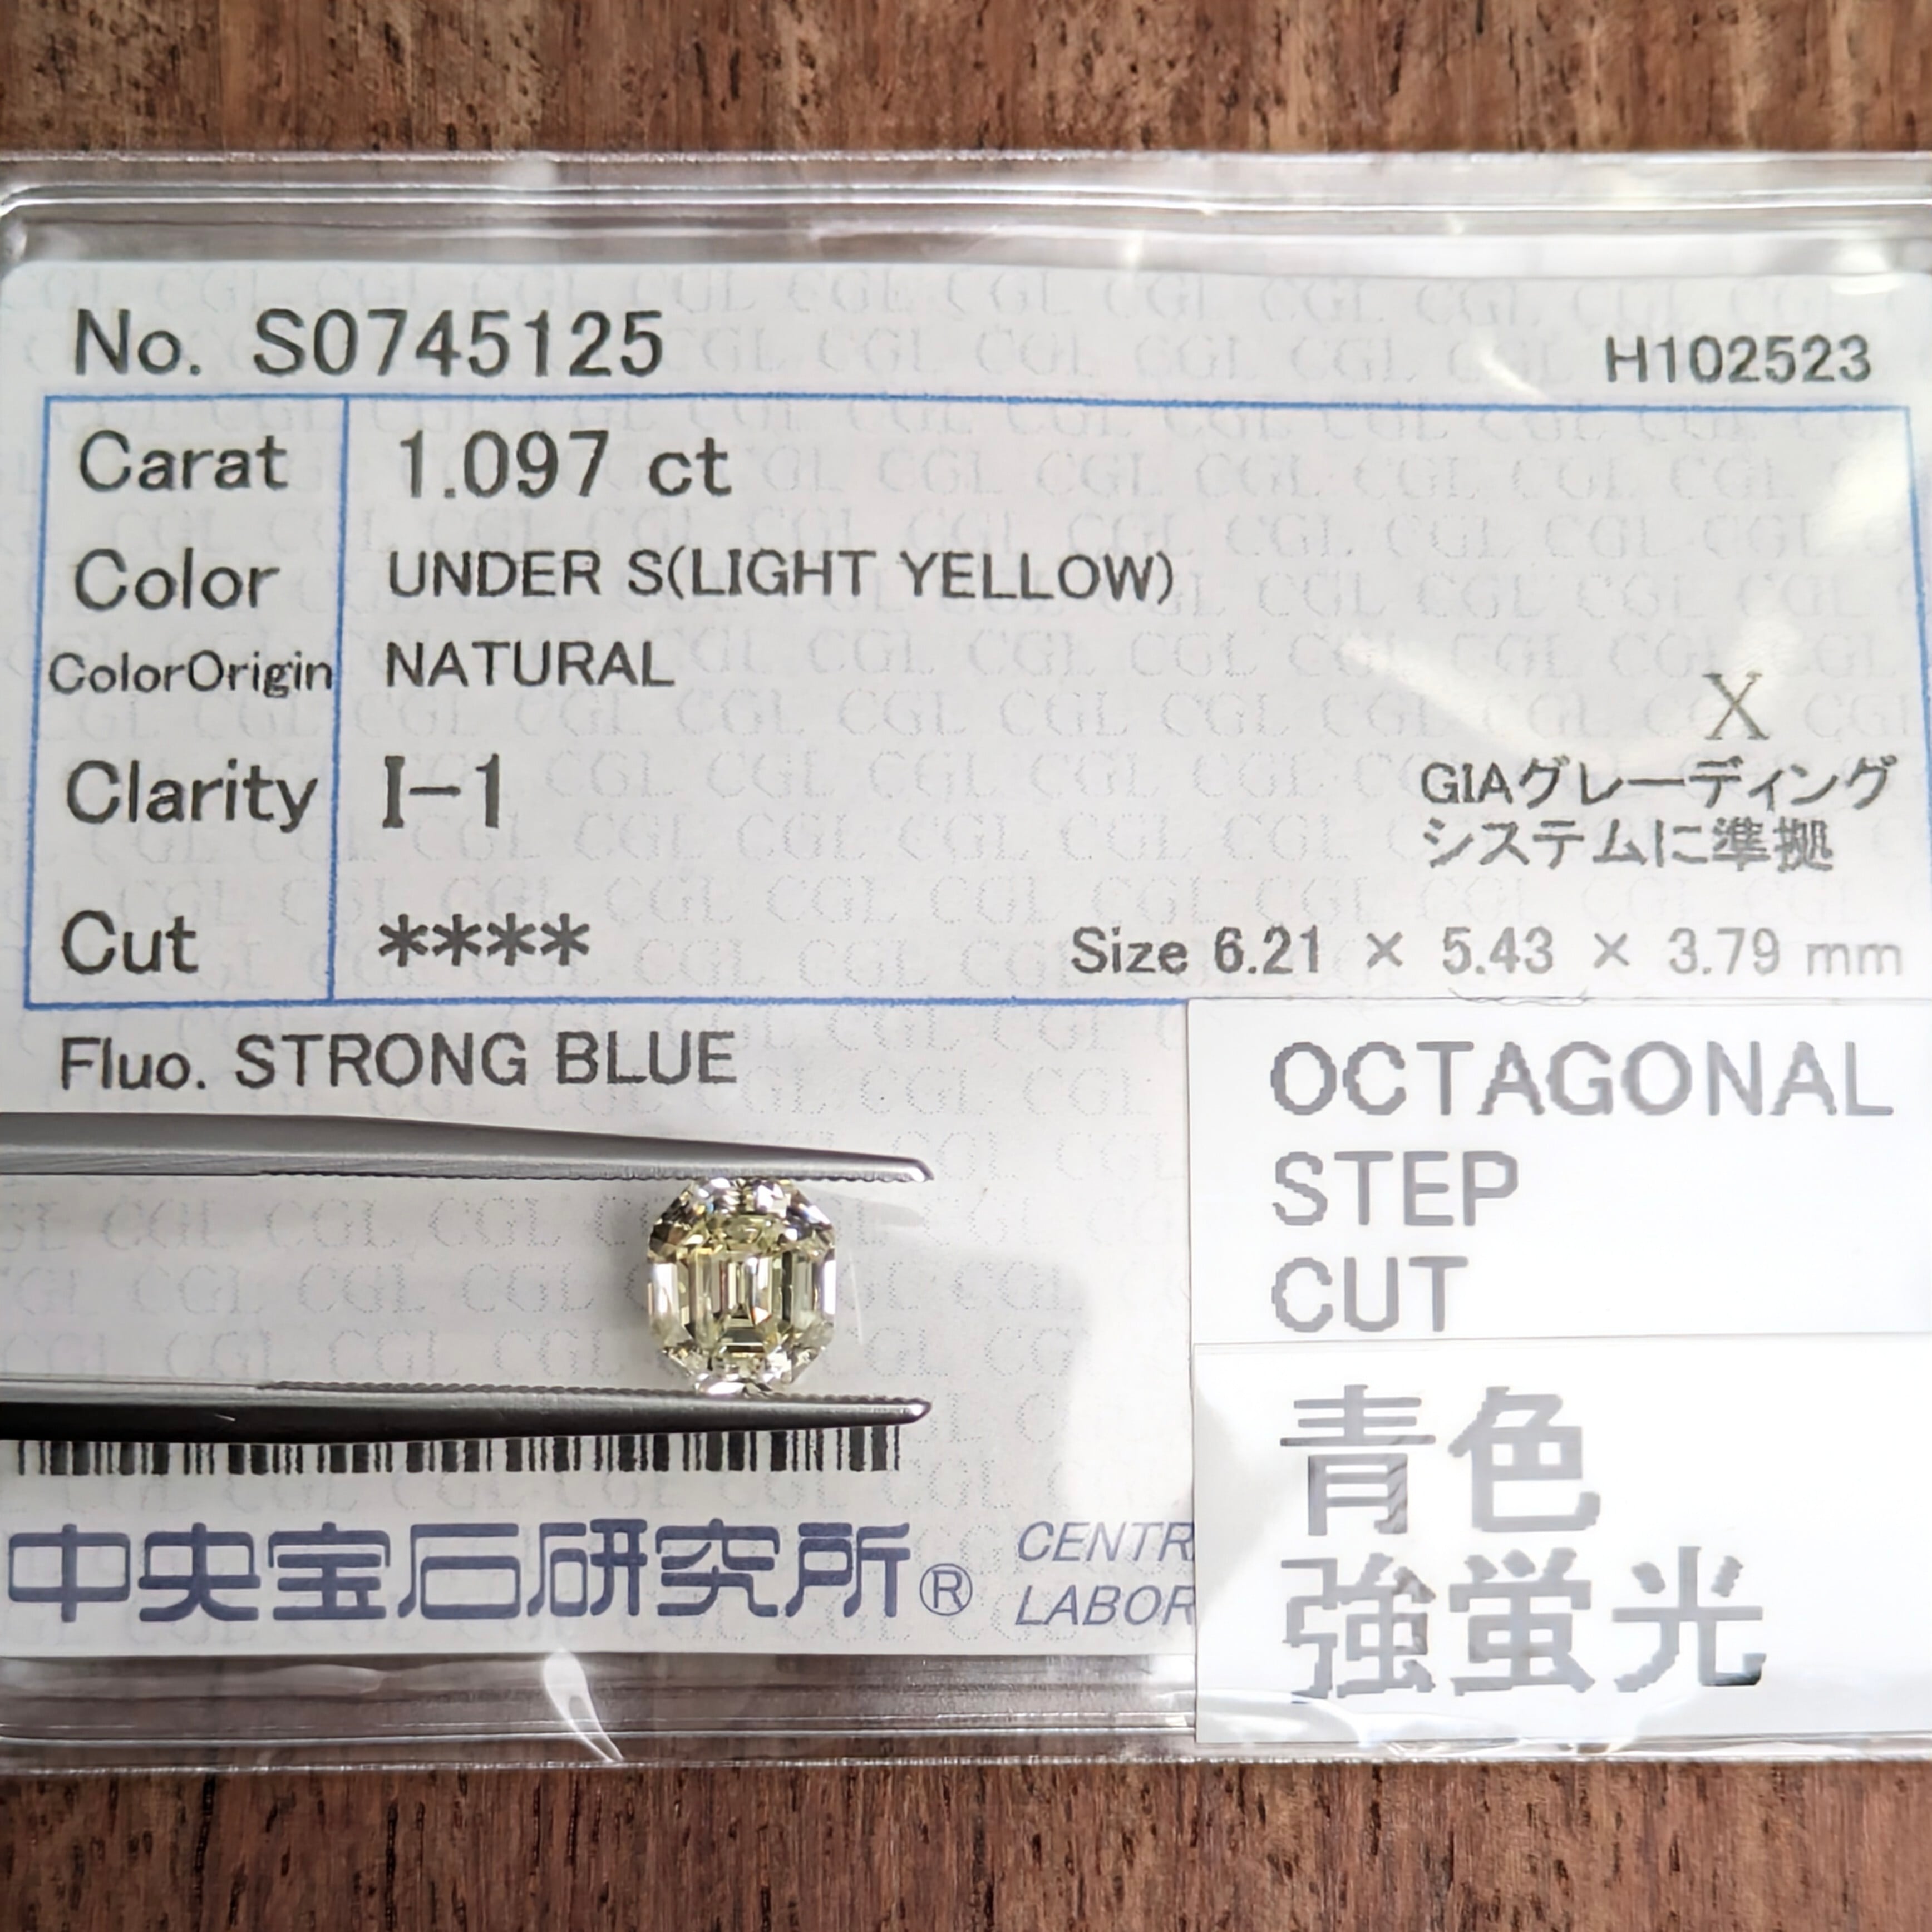 No. S0745125
H102523
Carat 1.097 ct
Color UNDER S(LIGHT YELLOW)
ColorOrigin NATURAL
X
Clarity I-1
GIAグレーディング
システムに準拠
Cut ****
Size 6.21 × 5.43 × 3.79 mm
Fluo. STRONG BLUE
OCTAGONAL
STEP
CUT
青色
強蛍光
中央宝石研究所®
CENTR
LABOR